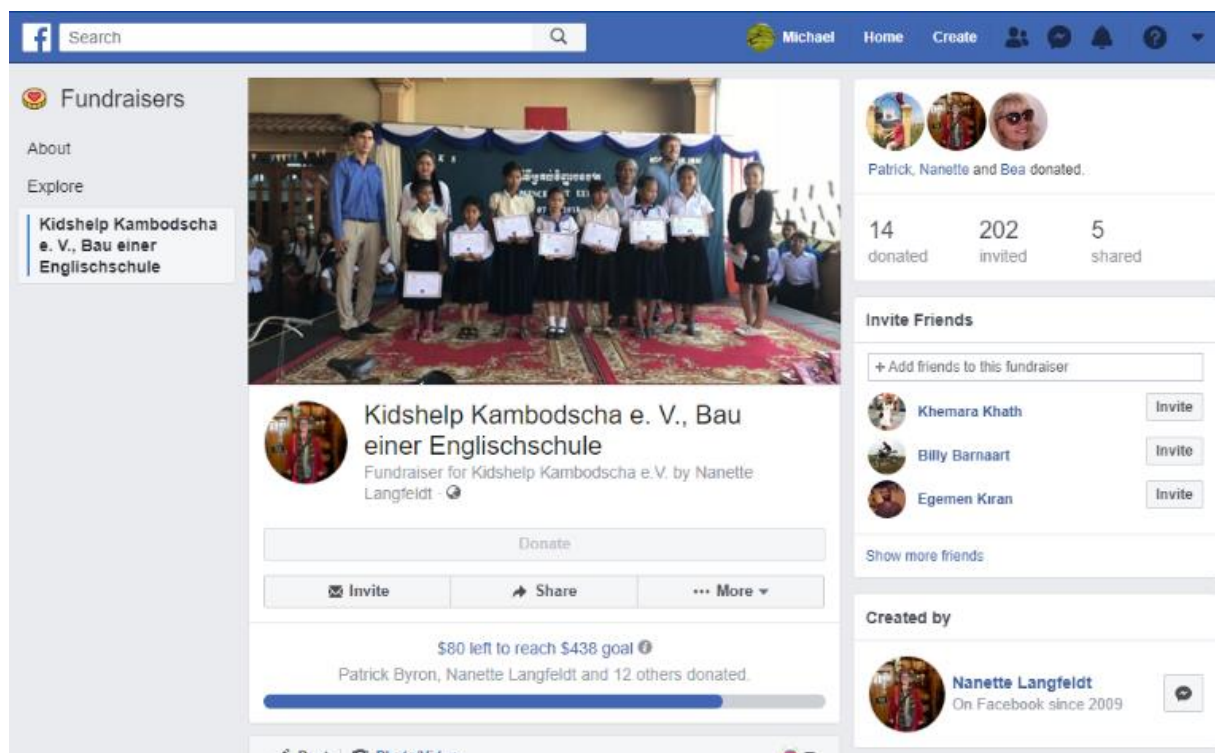 f
Search
Michael
Home
Create
Fundraisers
About
Explore
Kidshelp Kambodscha
e. V., Bau einer
Englischschule
Kidshelp Kambodscha e. V., Bau
einer Englischschule
Fundraiser for Kidshelp Kambodscha e.V. by Nanette
Langfeldt ·
Donate
Invite
Share
More
$80 left to reach $438 goal
Patrick Byron, Nanette Langfeldt and 12 others donated.
Patrick, Nanette and Bea donated.
14
donated
202
invited
5
shared
Invite Friends
+ Add friends to this fundraiser
Khemara Khath
Invite
Billy Barnaart
Invite
Egemen Kıran
Invite
Show more friends
Created by
Nanette Langfeldt
On Facebook since 2009